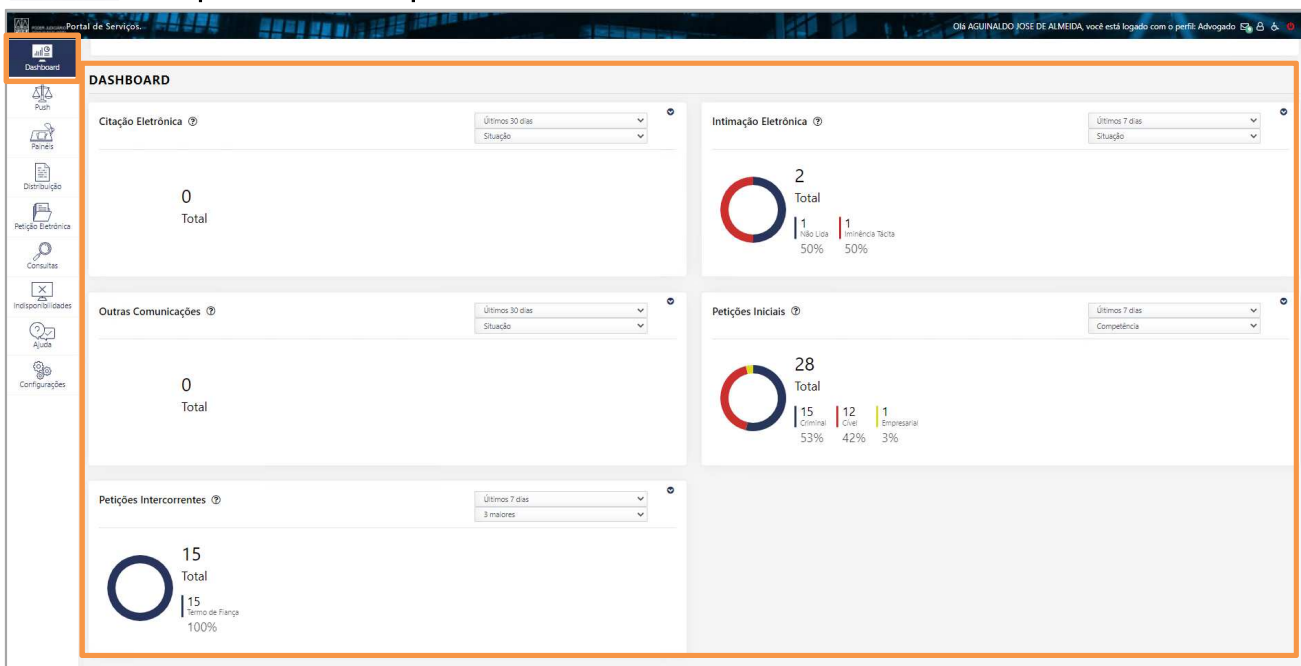 PODER JUDICIÁRIO Portal de Serviços.
Olá AGUINALDO JOSE DE ALMEIDA, você está logado com o perfil: Advogado
Dashboard
Push
Painéis
Distribuição
Petição Eletrônica
Consultas
Indisponibilidades
Ajuda
Configurações
DASHBOARD
Citação Eletrônica
Últimos 30 dias
Situação
0
Total
Intimação Eletrônica
Últimos 7 dias
Situação
2
Total
1 1
Não Lida Iminência Tácita
50% 50%
Outras Comunicações
Últimos 30 dias
Situação
0
Total
Petições Iniciais
Últimos 7 dias
Competência
28
Total
15 12 1
Criminal Cível Empresarial
53% 42% 3%
Petições Intercorrentes
Últimos 7 dias
3 maiores
15
Total
15
Termo de Fiança
100%